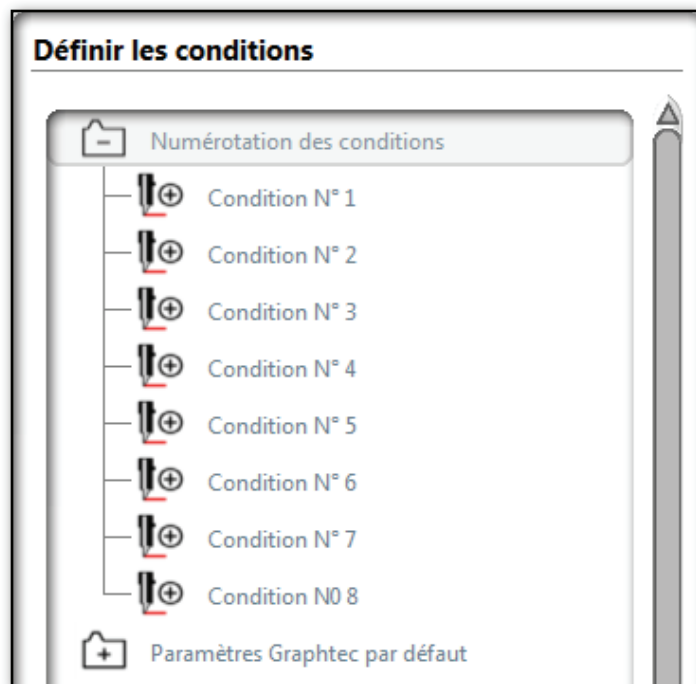 Définir les conditions
Numérotation des conditions
Condition N° 1
Condition N° 2
Condition N° 3
Condition N° 4
Condition N° 5
Condition N° 6
Condition N° 7
Condition N0 8
Paramètres Graphtec par défaut